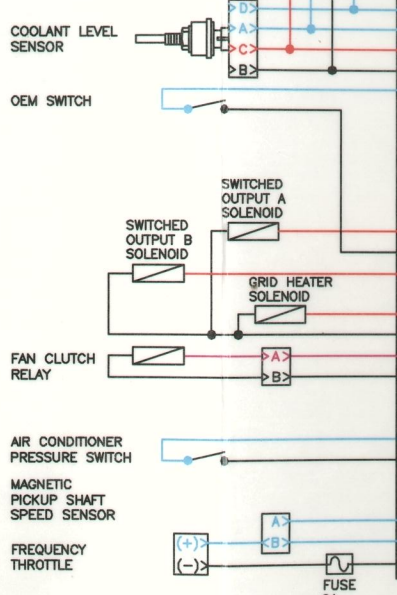 D
COOLANT LEVEL
SENSOR
A
C
B
OEM SWITCH
SWITCHED
OUTPUT A
SOLENOID
SWITCHED
OUTPUT B
SOLENOID
GRID HEATER
SOLENOID
FAN CLUTCH
RELAY
A
B
AIR CONDITIONER
PRESSURE SWITCH
MAGNETIC
PICKUP SHAFT
SPEED SENSOR
A
B
FREQUENCY
THROTTLE
(+)
(-)
FUSE